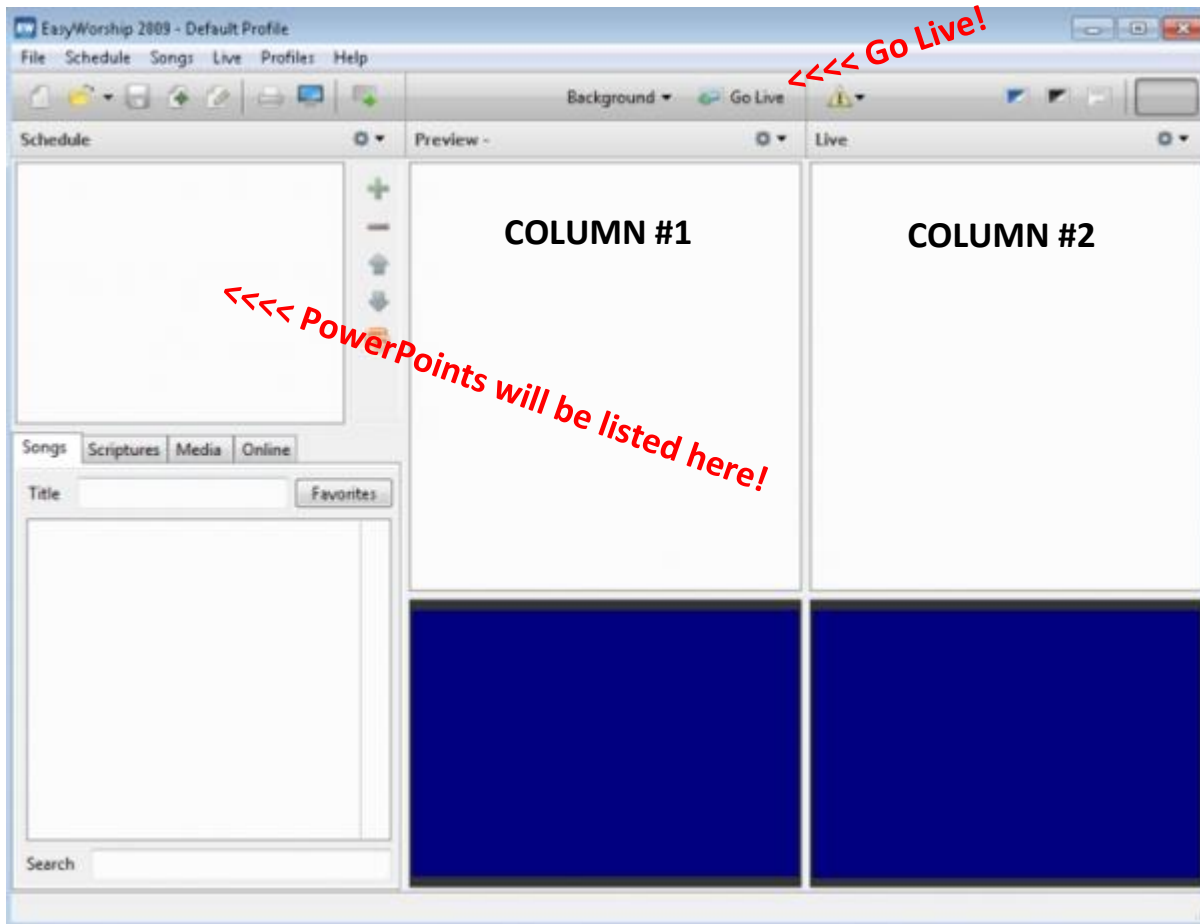 EasyWorship 2009 - Default Profile
<<<< Go Live!
File Schedule Songs Live Profiles Help
Background Go Live
Schedule Preview - Live
COLUMN #1 COLUMN #2
<<<< PowerPoints will be listed here!
Songs Scriptures Media Online
Title Favorites
Search